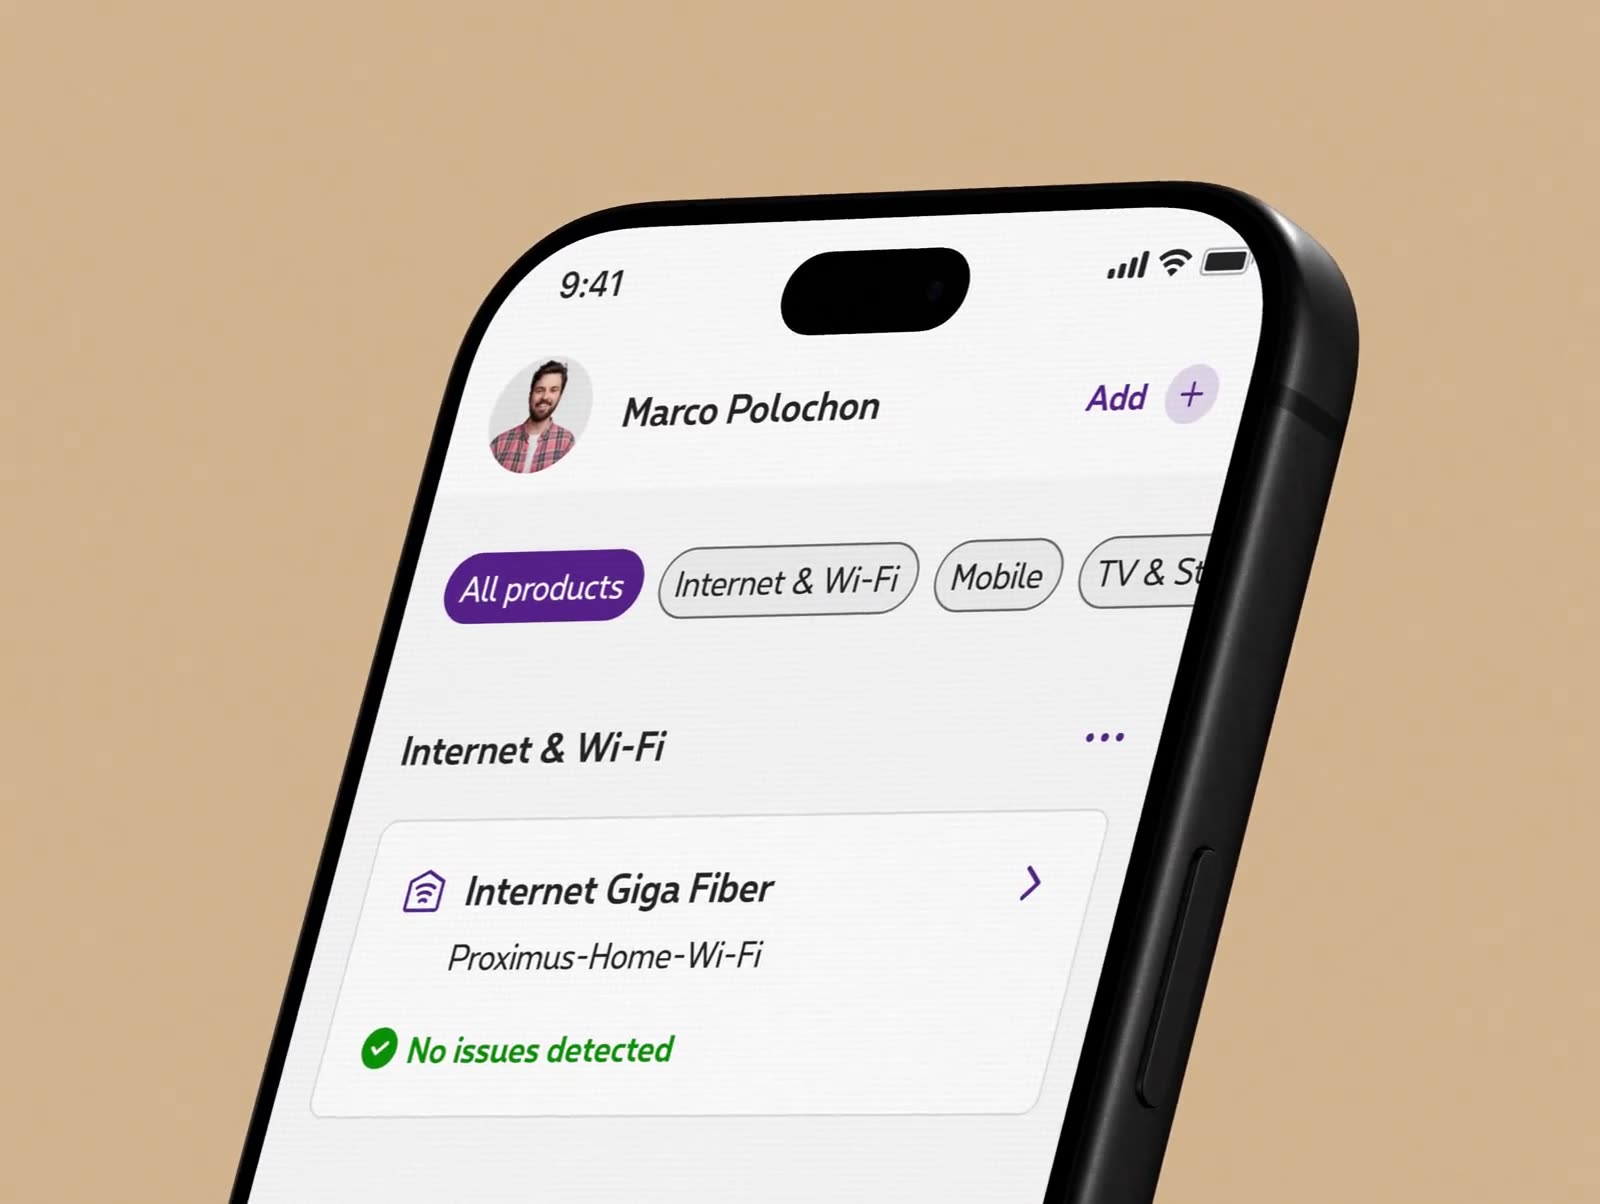 9:41
Marco Polochon
Add
All products
Internet & Wi-Fi
Mobile
TV & St
Internet & Wi-Fi
Internet Giga Fiber
Proximus-Home-Wi-Fi
No issues detected